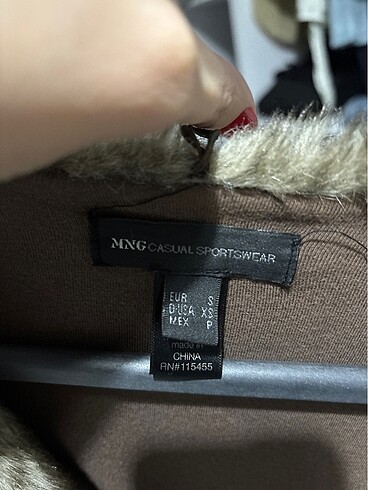 MNG CASUAL SPORTSWEAR
EUR S
D-USA XS
MEX P
made in
CHINA
RN#115455